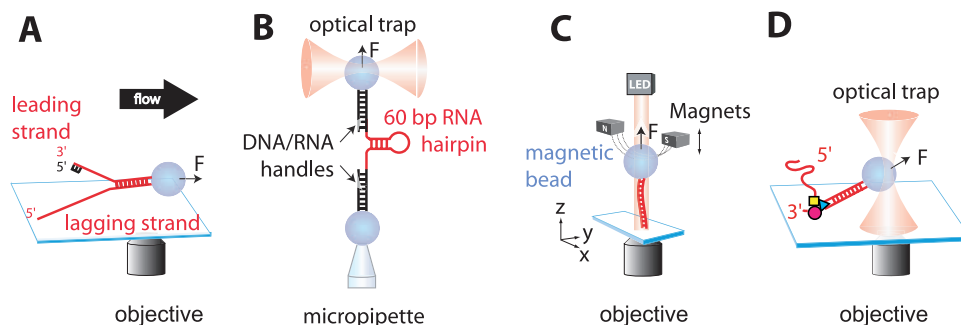 A
flow
leading
strand
3'
5'
5'
lagging strand
F
objective
B
optical trap
F
60 bp RNA
hairpin
DNA/RNA
handles
micropipette
C
LED
Magnets
N
S
F
magnetic
bead
z
y
x
objective
D
optical trap
5'
F
3'
objective